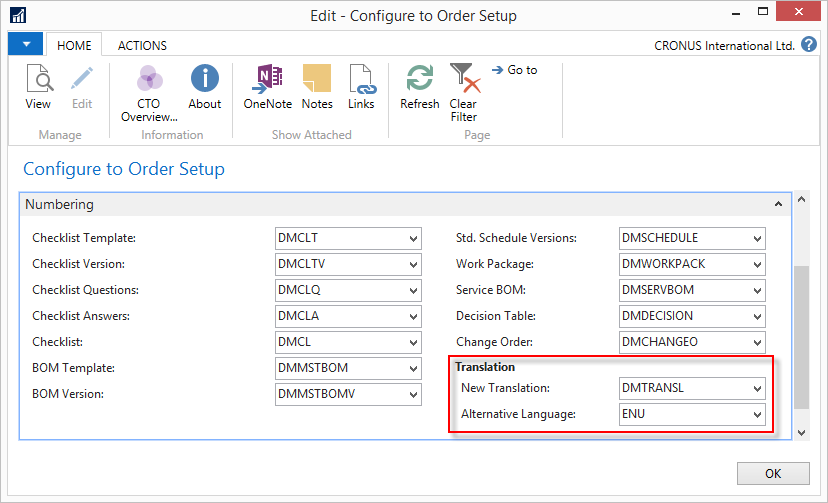 Edit - Configure to Order Setup
HOME
ACTIONS
CRONUS International Ltd.
?
View
Edit
CTO
Overview...
About
OneNote
Notes
Links
Refresh
Clear
Filter
Go to
Manage
Information
Show Attached
Page
Configure to Order Setup
Numbering
Checklist Template:
DMCLT
Checklist Version:
DMCLTV
Checklist Questions:
DMCLQ
Checklist Answers:
DMCLA
Checklist:
DMCL
BOM Template:
DMMSTBOM
BOM Version:
DMMSTBOMV
Std. Schedule Versions:
DMSCHEDULE
Work Package:
DMWORKPACK
Service BOM:
DMSERVBOM
Decision Table:
DMDECISION
Change Order:
DMCHANGEO
Translation
New Translation:
DMTRANSL
Alternative Language:
ENU
OK